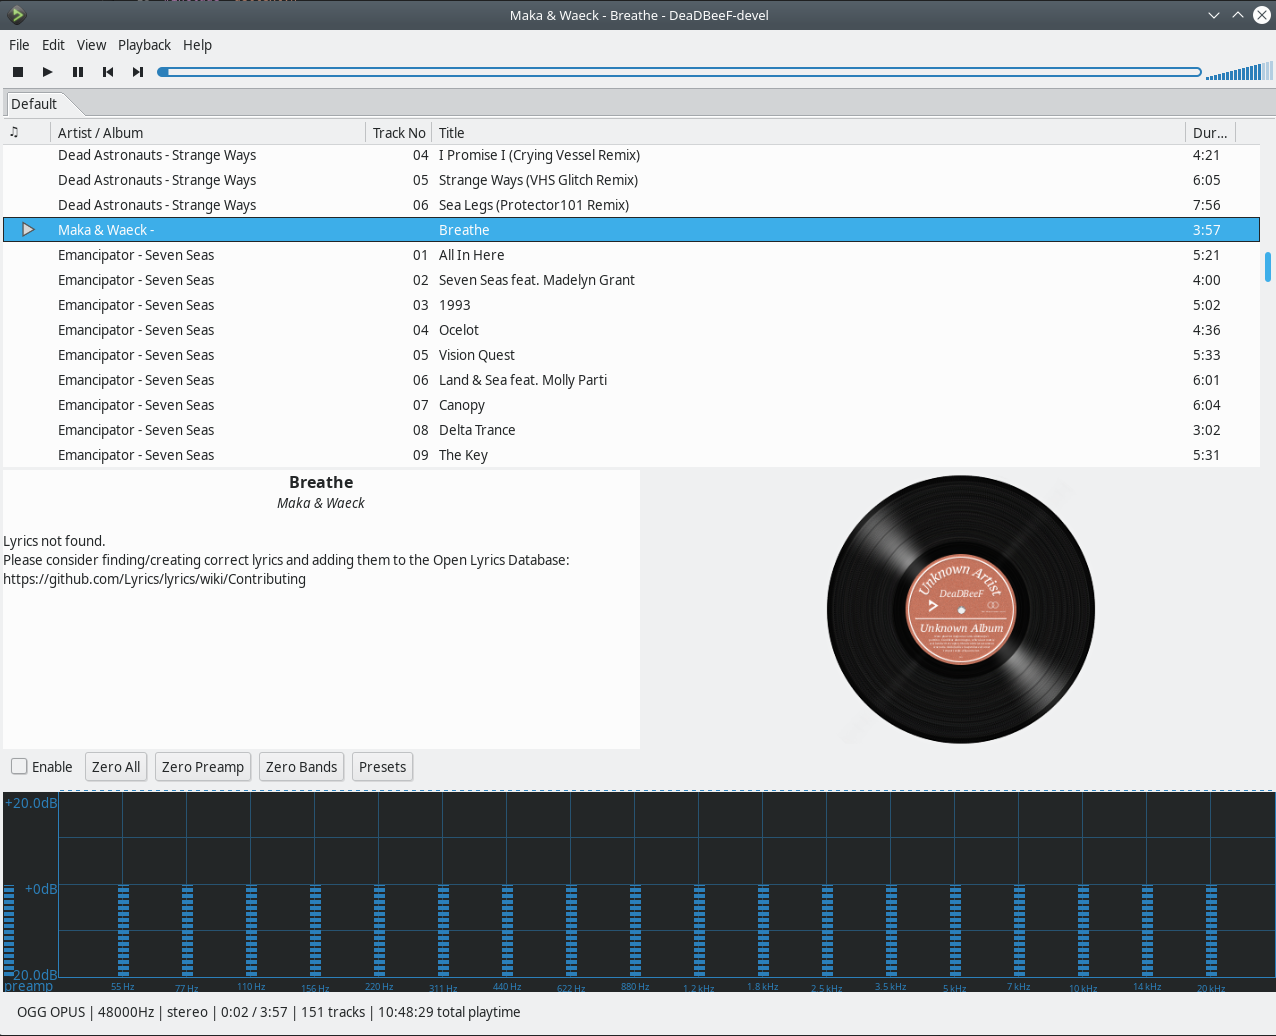 Maka & Waeck - Breathe - DeaDBeeF-devel
File Edit View Playback Help
Default
♫ Artist / Album Track No Title Dur...
Dead Astronauts - Strange Ways 04 I Promise I (Crying Vessel Remix) 4:21
Dead Astronauts - Strange Ways 05 Strange Ways (VHS Glitch Remix) 6:05
Dead Astronauts - Strange Ways 06 Sea Legs (Protector101 Remix) 7:56
Maka & Waeck - Breathe 3:57
Emancipator - Seven Seas 01 All In Here 5:21
Emancipator - Seven Seas 02 Seven Seas feat. Madelyn Grant 4:00
Emancipator - Seven Seas 03 1993 5:02
Emancipator - Seven Seas 04 Ocelot 4:36
Emancipator - Seven Seas 05 Vision Quest 5:33
Emancipator - Seven Seas 06 Land & Sea feat. Molly Parti 6:01
Emancipator - Seven Seas 07 Canopy 6:04
Emancipator - Seven Seas 08 Delta Trance 3:02
Emancipator - Seven Seas 09 The Key 5:31
Breathe
Maka & Waeck
Lyrics not found.
Please consider finding/creating correct lyrics and adding them to the Open Lyrics Database:
https://github.com/Lyrics/lyrics/wiki/Contributing
Unknown Artist
DeaDBeeF
Unknown Album
Enable Zero All Zero Preamp Zero Bands Presets
+20.0dB
+0dB
20.0dB
preamp 55 Hz 77 Hz 110 Hz 156 Hz 220 Hz 311 Hz 440 Hz 622 Hz 880 Hz 1.2 kHz 1.8 kHz 2.5 kHz 3.5 kHz 5 kHz 7 kHz 10 kHz 14 kHz 20 kHz
OGG OPUS | 48000Hz | stereo | 0:02 / 3:57 | 151 tracks | 10:48:29 total playtime